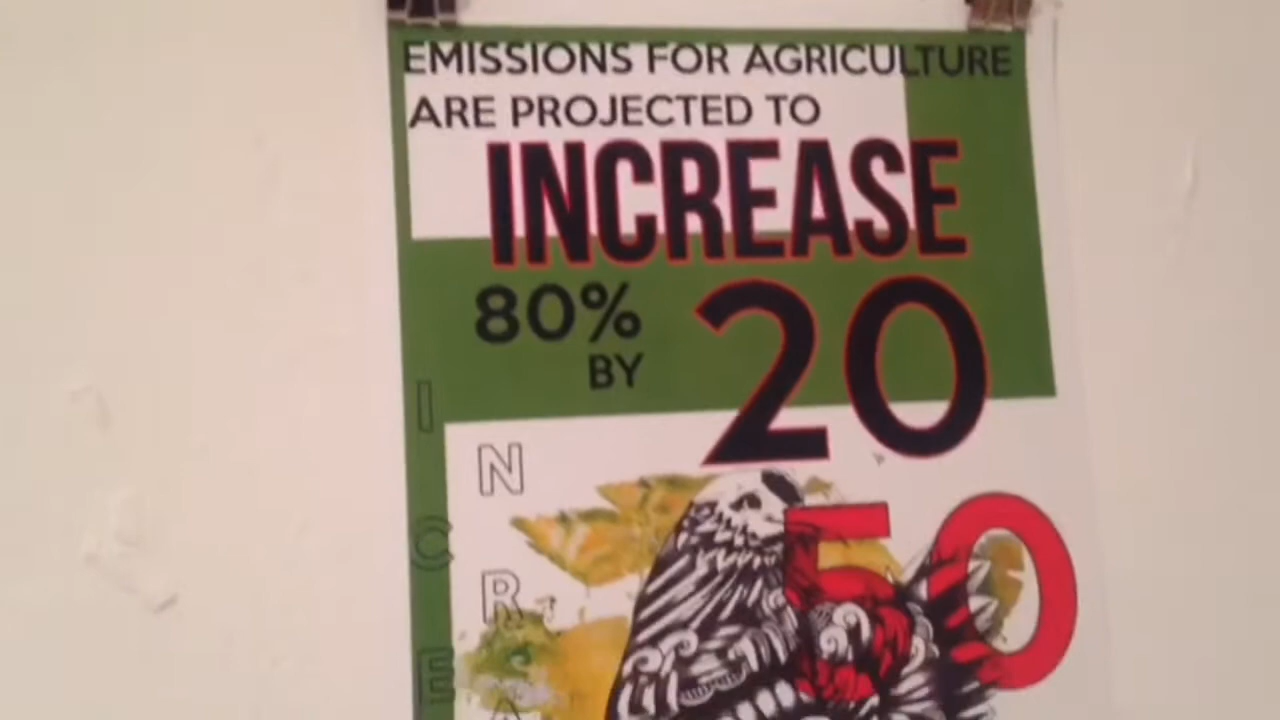 EMISSIONS FOR AGRICULTURE
ARE PROJECTED TO
INCREASE
80%
BY
20
50
I
N
C
R
E